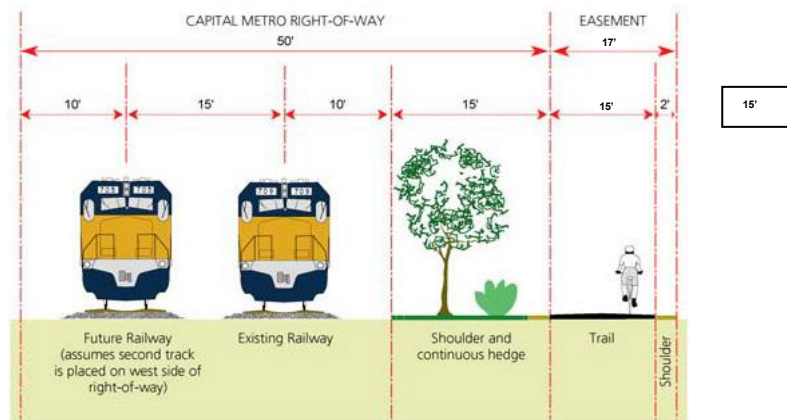 CAPITAL METRO RIGHT-OF-WAY
EASEMENT
50'
17'
10'
15'
10'
15'
15'
2'
15'
705 705
709 709
Future Railway
(assumes second track
is placed on west side of
right-of-way)
Existing Railway
Shoulder and
continuous hedge
Trail
Shoulder